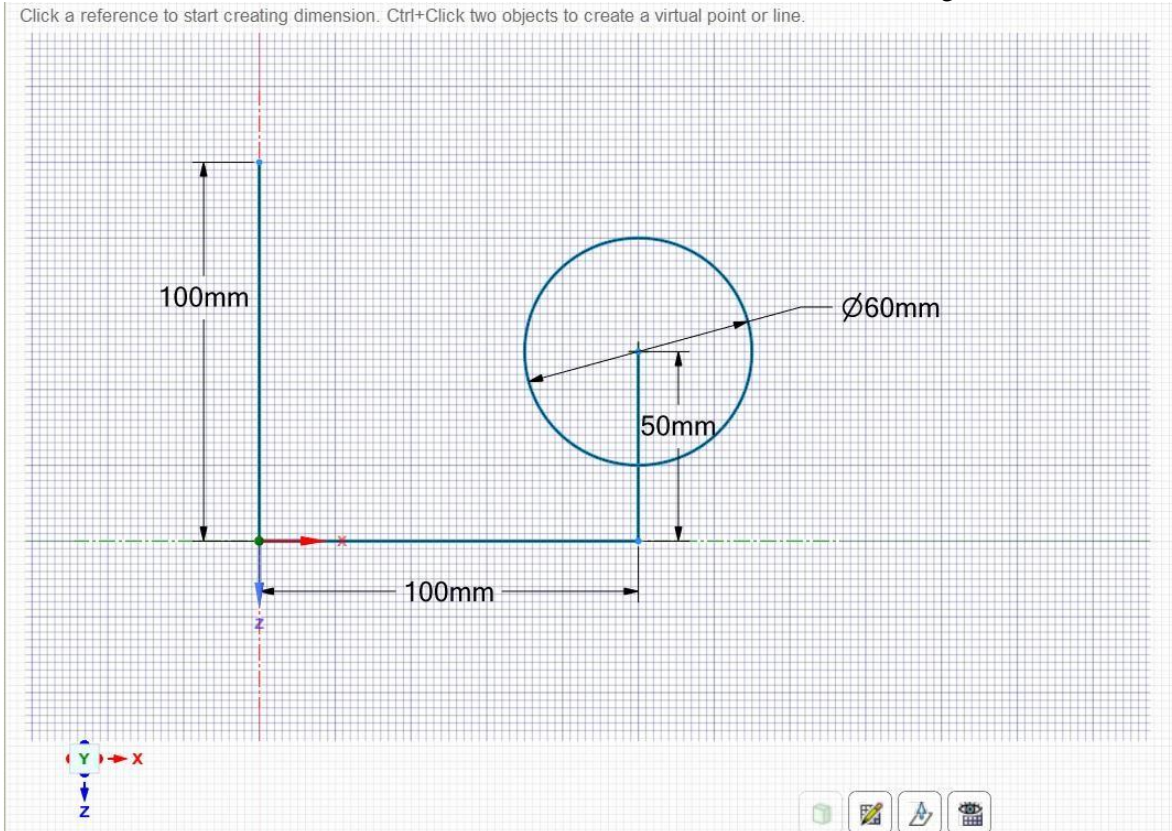 Click a reference to start creating dimension. Ctrl+Click two objects to create a virtual point or line.
100mm
Ø60mm
50mm
X
100mm
Z
Y X
Z